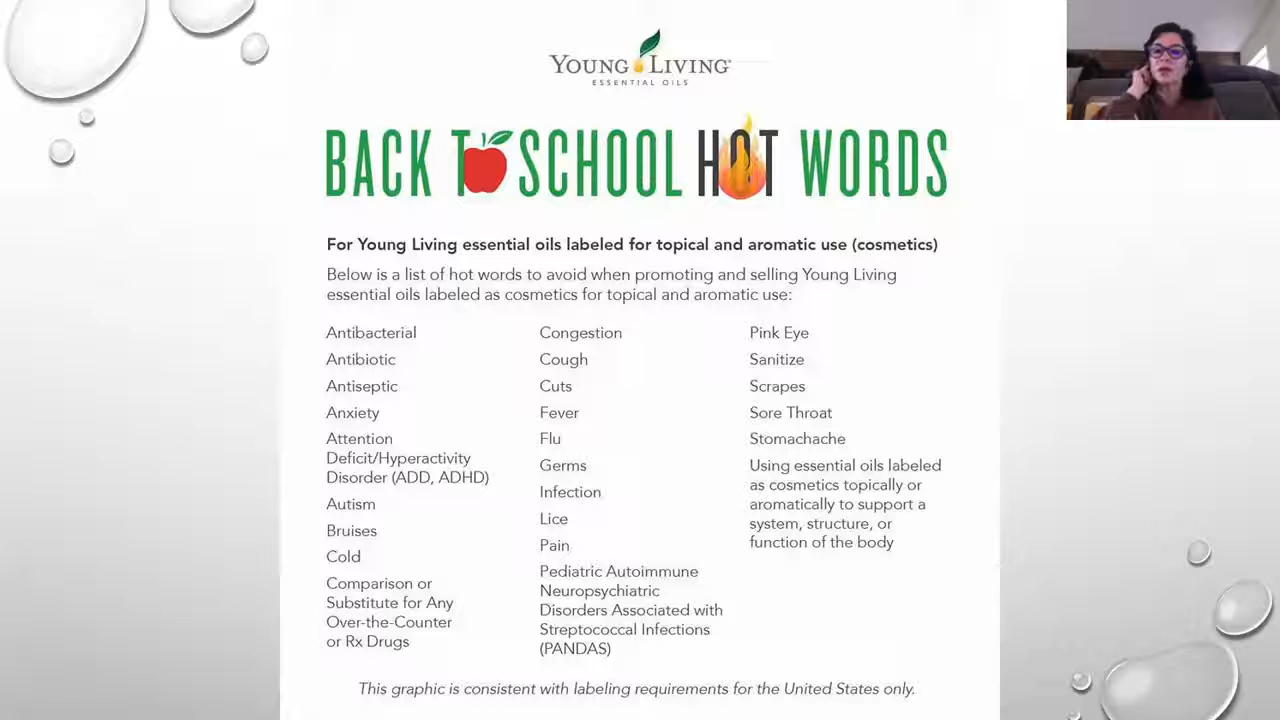 YOUNG LIVING
ESSENTIAL OILS
BACK TO SCHOOL HOT WORDS
For Young Living essential oils labeled for topical and aromatic use (cosmetics)
Below is a list of hot words to avoid when promoting and selling Young Living
essential oils labeled as cosmetics for topical and aromatic use:
Antibacterial
Antibiotic
Antiseptic
Anxiety
Attention
Deficit/Hyperactivity
Disorder (ADD, ADHD)
Autism
Bruises
Cold
Comparison or
Substitute for Any
Over-the-Counter
or Rx Drugs
Congestion
Cough
Cuts
Fever
Flu
Germs
Infection
Lice
Pain
Pediatric Autoimmune
Neuropsychiatric
Disorders Associated with
Streptococcal Infections
(PANDAS)
Pink Eye
Sanitize
Scrapes
Sore Throat
Stomachache
Using essential oils labeled
as cosmetics topically or
aromatically to support a
system, structure, or
function of the body
This graphic is consistent with labeling requirements for the United States only.